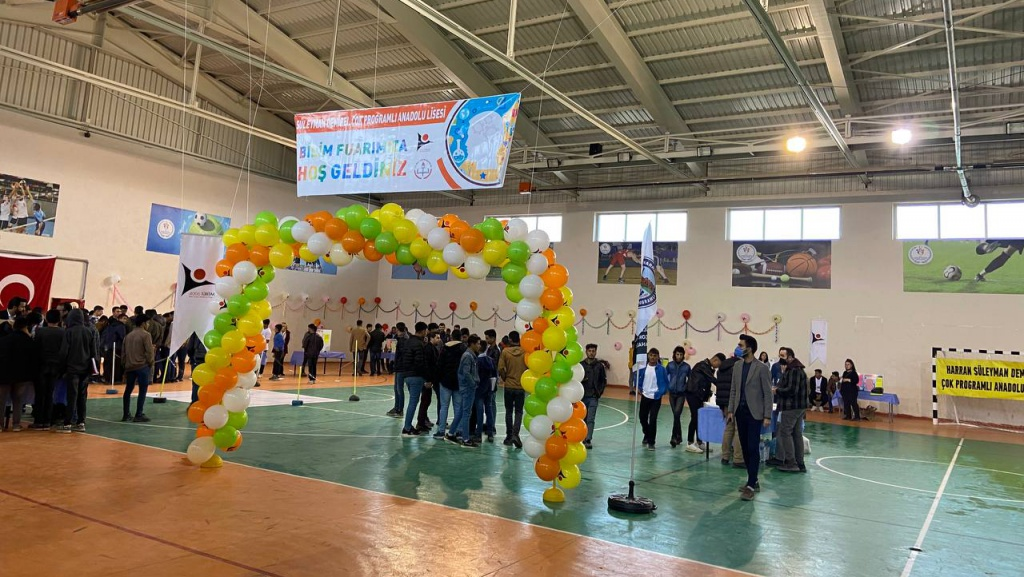 SÜLEYMAN DEMİREL ÇOK PROGRAMLI ANADOLU LİSESİ
BİLİM FUARIMIZA
HOŞ GELDİNİZ
HARRAN SÜLEYMAN DEM
ÇOK PROGRAMLI ANADOLU